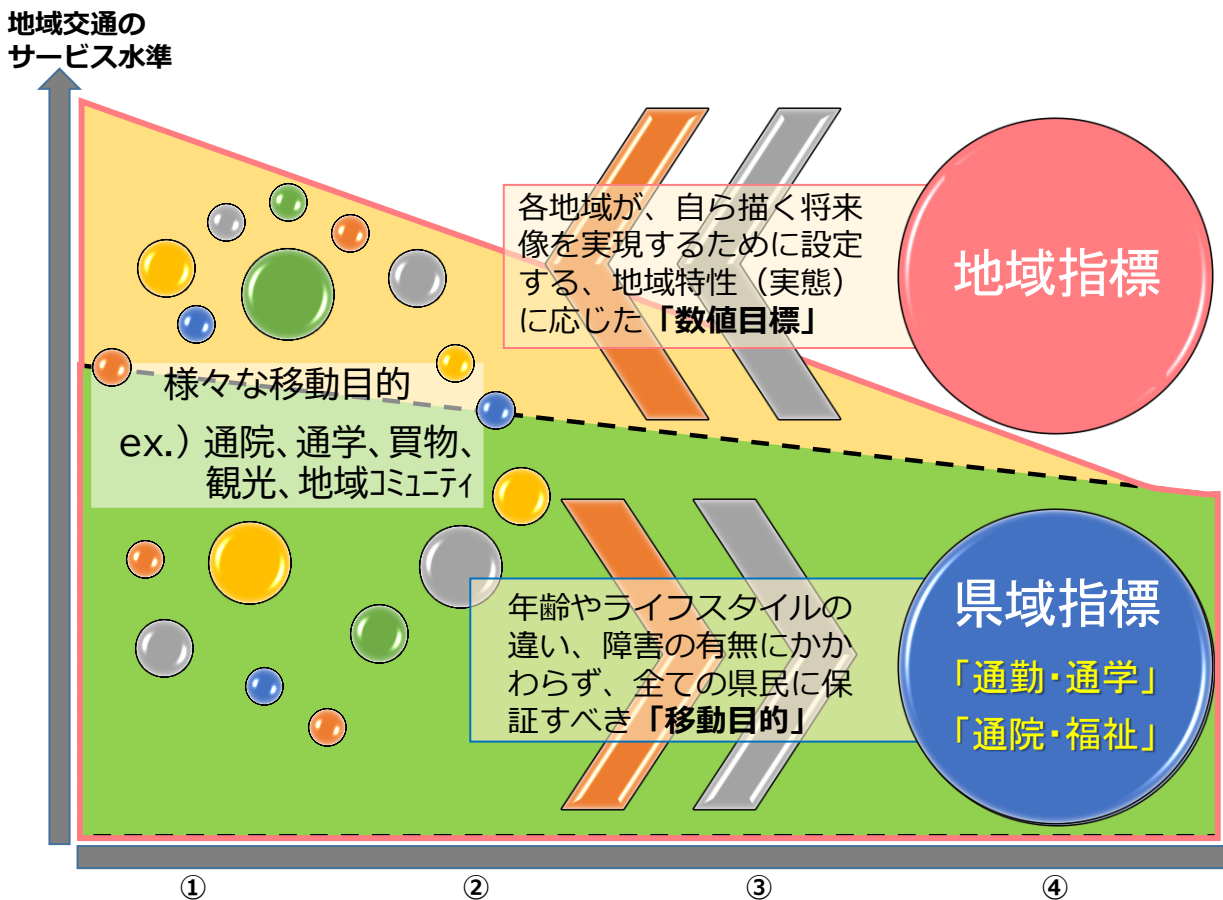 地域交通の
サービス水準
各地域が、自ら描く将来
像を実現するために設定
する、地域特性（実態）
に応じた「数値目標」
地域指標
様々な移動目的
ex.）通院、通学、買物、
観光、地域ｺﾐｭﾆﾃｨ
年齢やライフスタイルの
違い、障害の有無にかか
わらず、全ての県民に保
証すべき「移動目的」
県域指標
「通勤・通学」
「通院・福祉」
①
②
③
④